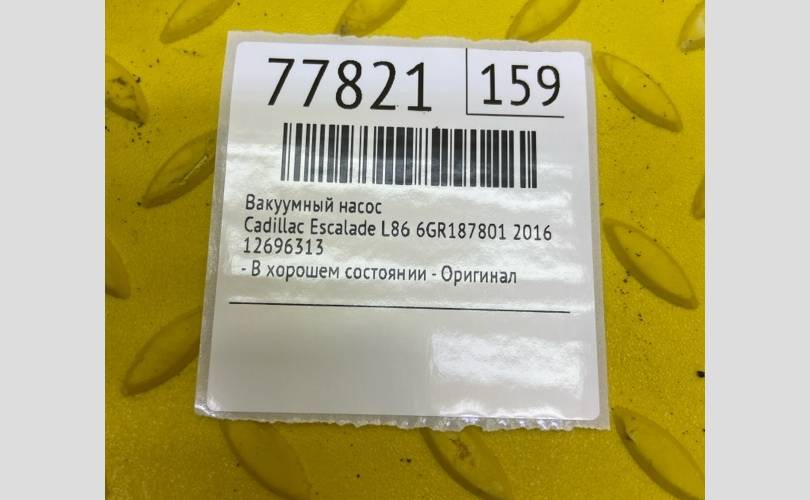 77821 159
Вакуумный насос
Cadillac Escalade L86 6GR187801 2016
12696313
- В хорошем состоянии - Оригинал